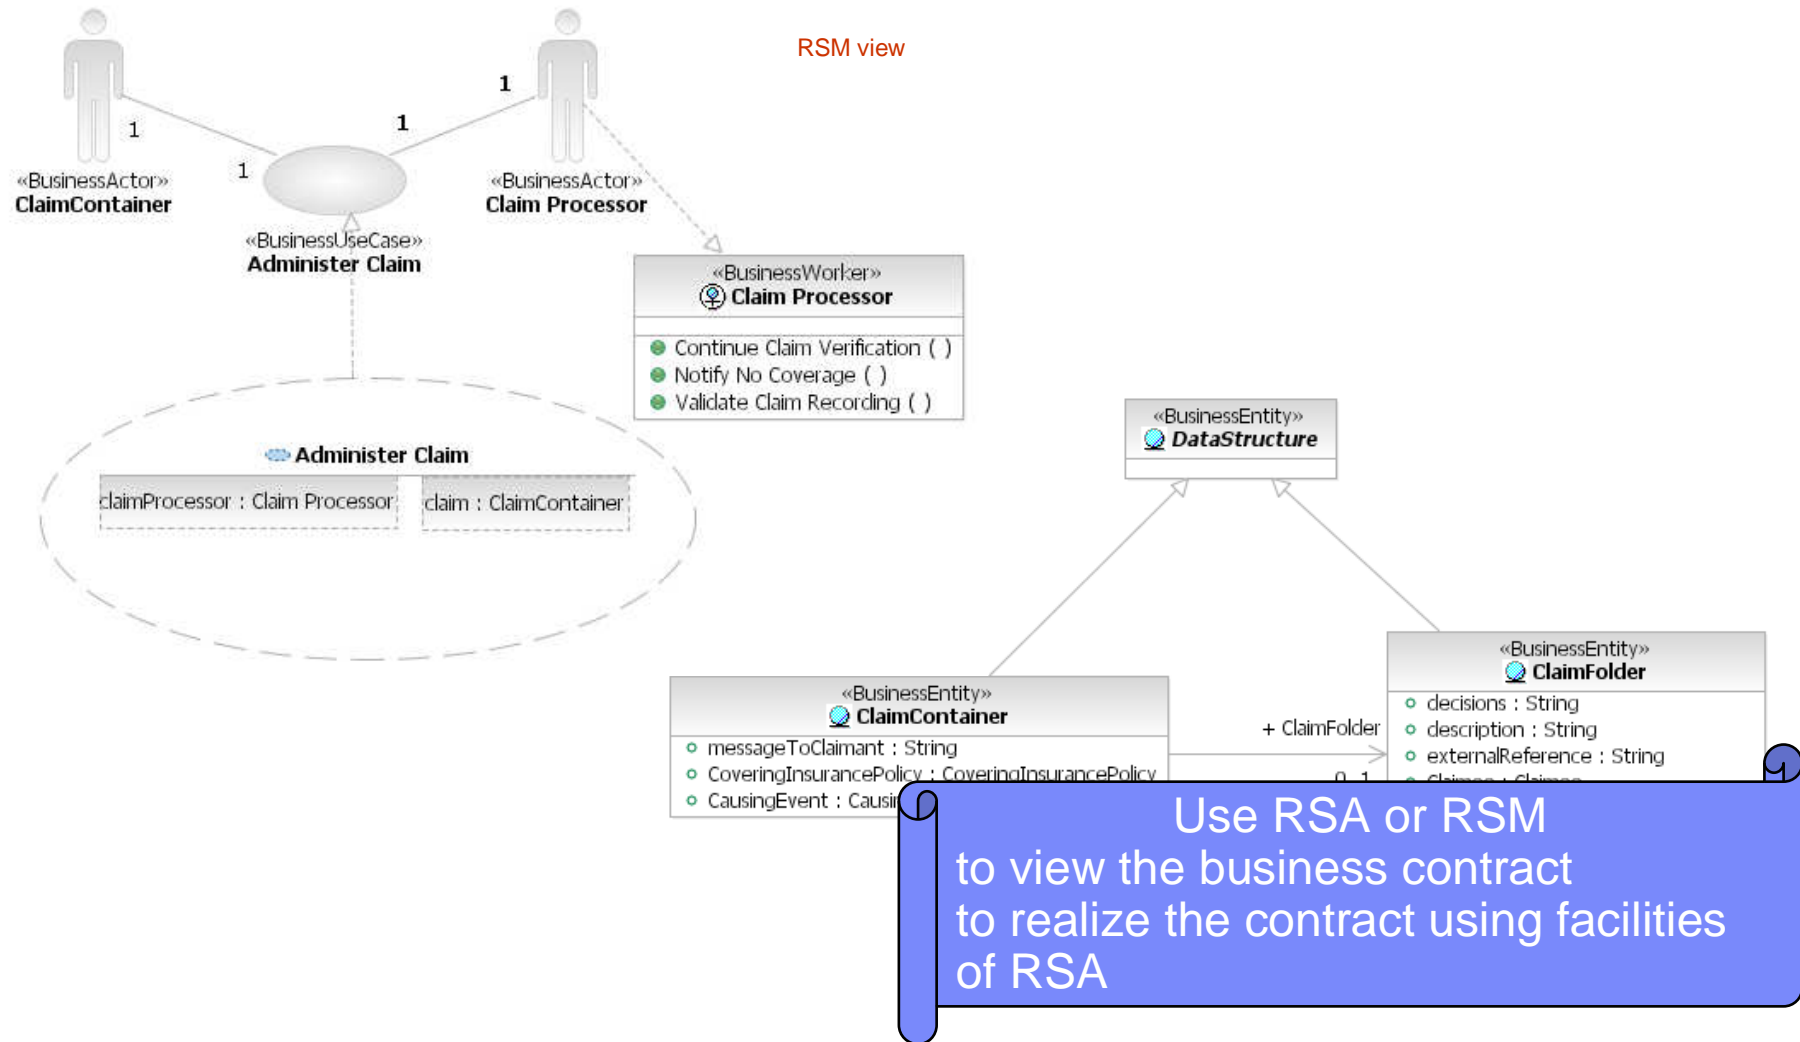 RSM view
1
1
1
1
«BusinessActor»
ClaimContainer
«BusinessActor»
Claim Processor
«BusinessUseCase»
Administer Claim
«BusinessWorker»
Claim Processor
Continue Claim Verification ( )
Notify No Coverage ( )
Validate Claim Recording ( )
Administer Claim
claimProcessor : Claim Processor
claim : ClaimContainer
«BusinessEntity»
DataStructure
«BusinessEntity»
ClaimContainer
messageToClaimant : String
CoveringInsurancePolicy : CoveringInsurancePolicy
CausingEvent :
+ ClaimFolder
«BusinessEntity»
ClaimFolder
decisions : String
description : String
externalReference : String
Use RSA or RSM
to view the business contract
to realize the contract using facilities
of RSA